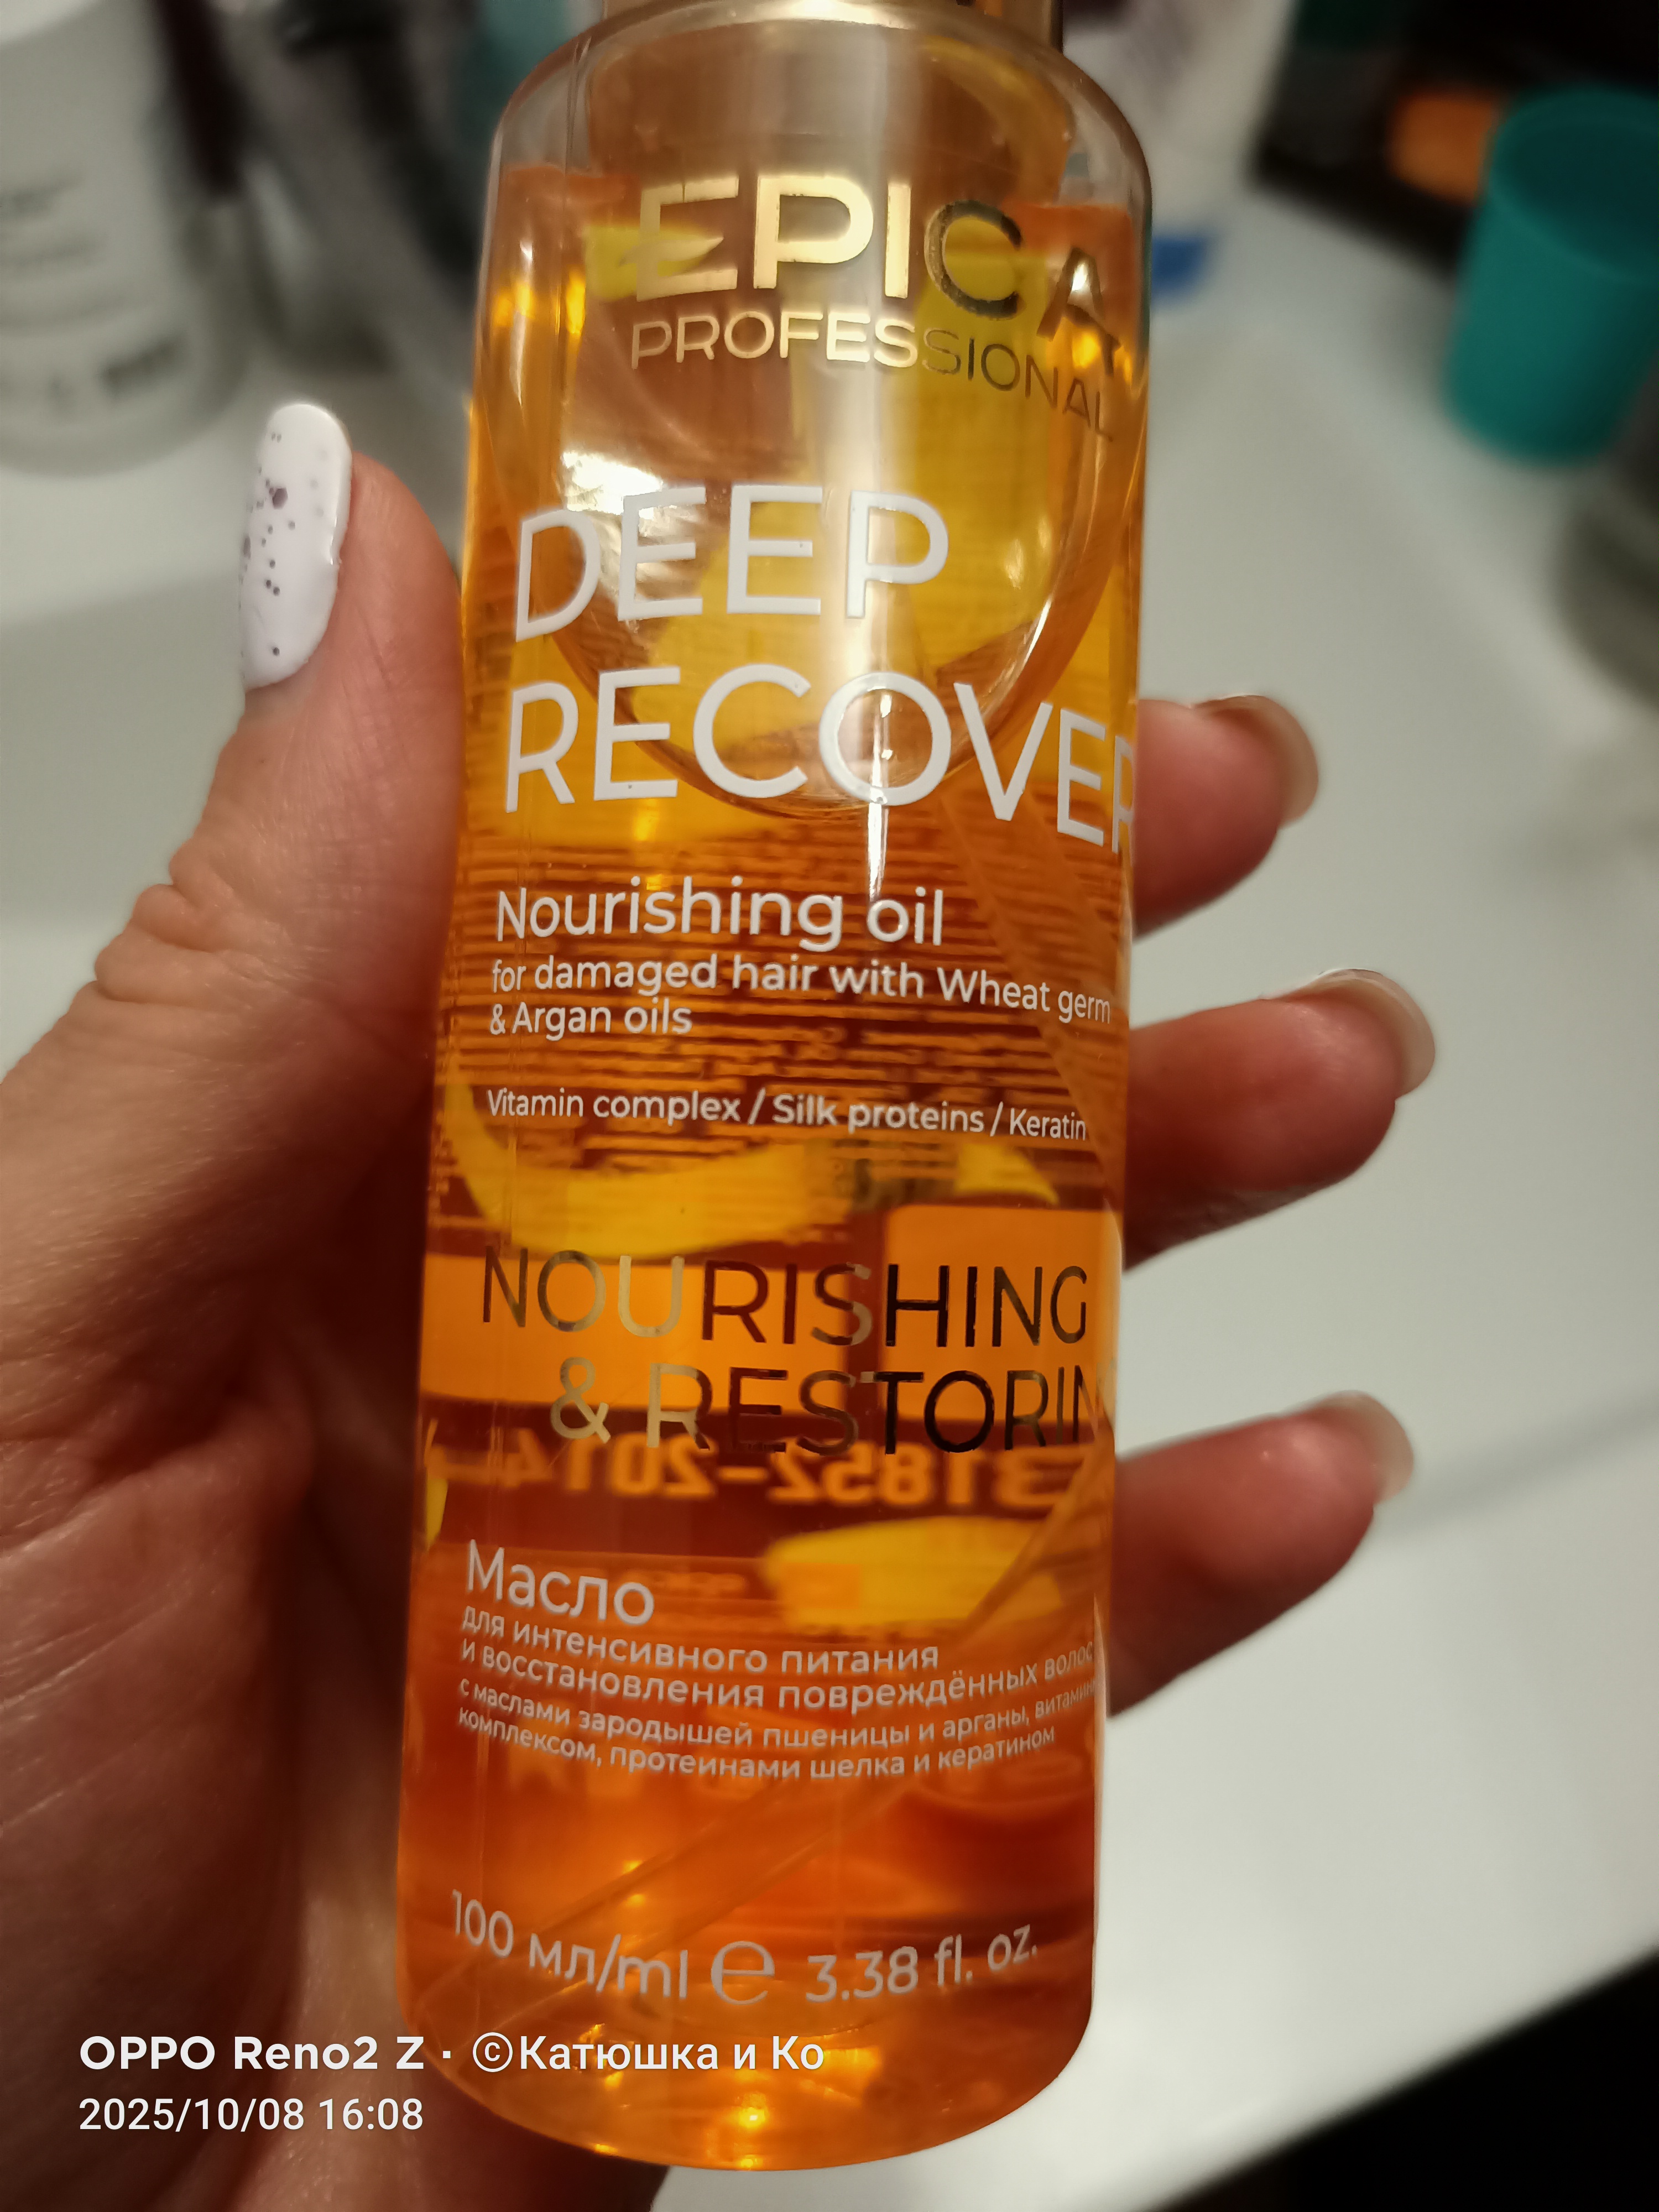 EPICA
PROFESSIONAL
DEEP
RECOVER
Nourishing oil
for damaged hair with Wheat germ
& Argan oils
Vitamin complex / Silk proteins / Keratin
NOURISHING
& RESTORIN
31852-2014
Масло
для интенсивного питания
и восстановления повреждённых волос
с маслами зародышей пшеницы и арганы, витамин
комплексом, протеинами шелка и кератином
100 мл/ml e 3.38 fl. oz.
OPPO Reno2 Z · ©Катюшка и Ко
2025/10/08 16:08